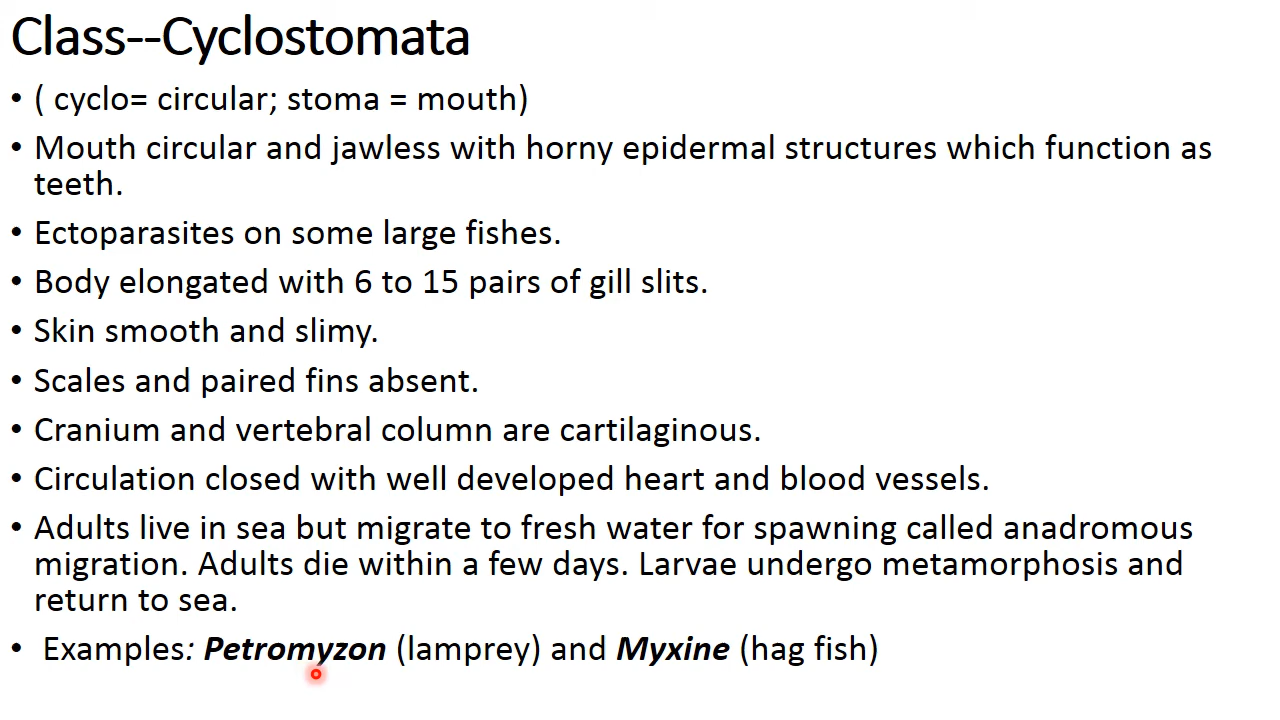 Class--Cyclostomata
• ( cyclo= circular; stoma = mouth)
• Mouth circular and jawless with horny epidermal structures which function as
teeth.
• Ectoparasites on some large fishes.
• Body elongated with 6 to 15 pairs of gill slits.
• Skin smooth and slimy.
• Scales and paired fins absent.
• Cranium and vertebral column are cartilaginous.
• Circulation closed with well developed heart and blood vessels.
• Adults live in sea but migrate to fresh water for spawning called anadromous
migration. Adults die within a few days. Larvae undergo metamorphosis and
return to sea.
• Examples: Petromyzon (lamprey) and Myxine (hag fish)